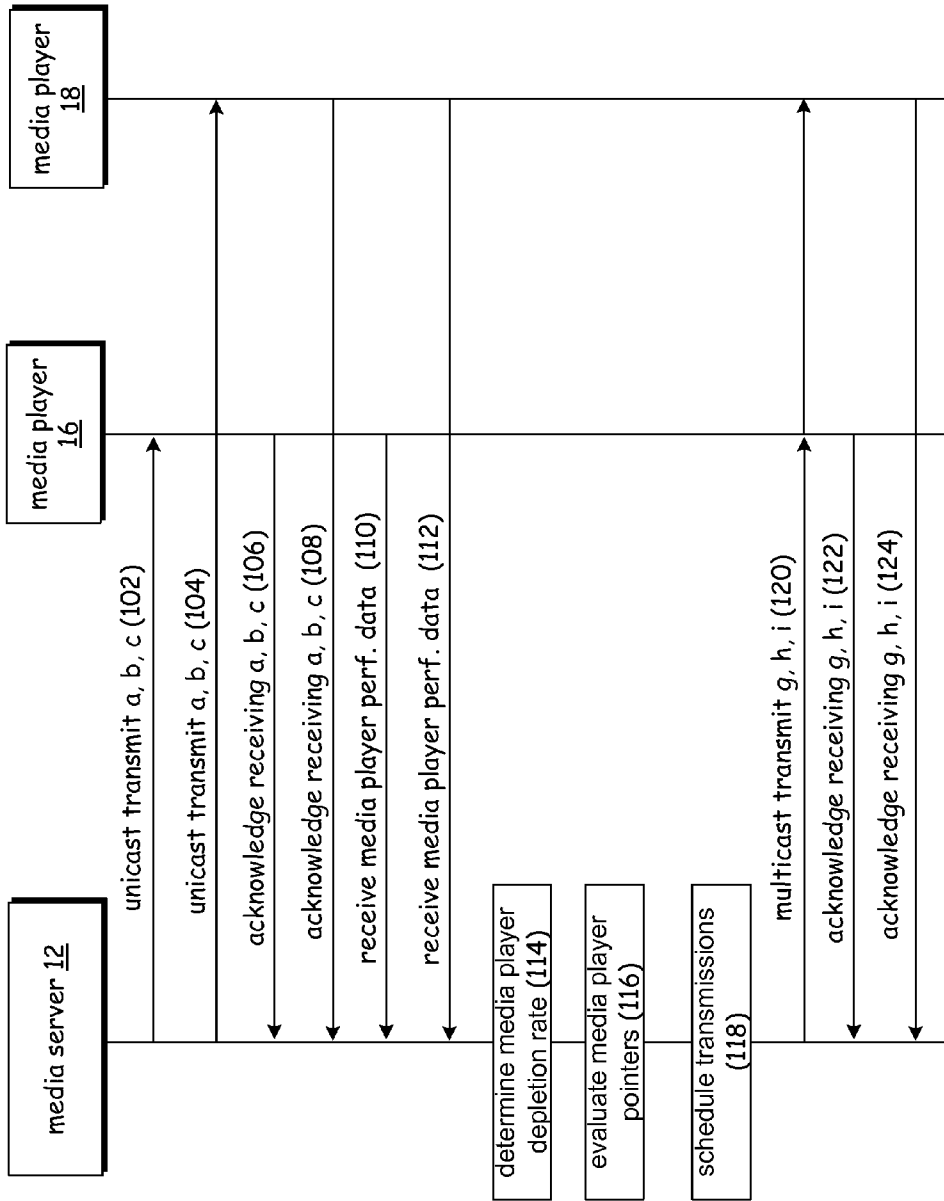 media server 12
media player
16
media player
18
unicast transmit a, b, c (102)
unicast transmit a, b, c (104)
acknowledge receiving a, b, c (106)
acknowledge receiving a, b, c (108)
receive media player perf. data (110)
receive media player perf. data (112)
determine media player
depletion rate (114)
evaluate media player
pointers (116)
schedule transmissions
(118)
multicast transmit g, h, i (120)
acknowledge receiving g, h, i (122)
acknowledge receiving g, h, i (124)